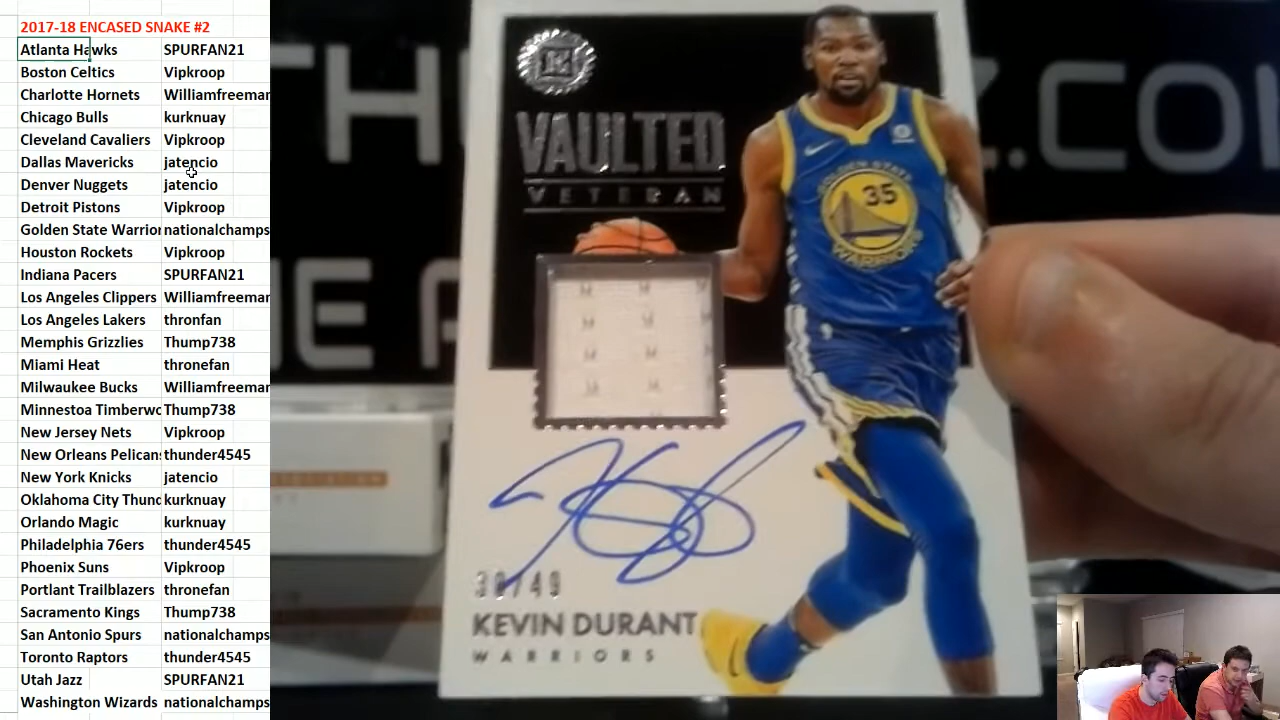 2017-18 ENCASED SNAKE #2
Atlanta Hawks SPURFAN21
Boston Celtics Vipkroop
Charlotte Hornets Williamfreeman
Chicago Bulls kurknuay
Cleveland Cavaliers Vipkroop
Dallas Mavericks jatencio
Denver Nuggets jatencio
Detroit Pistons Vipkroop
Golden State Warrior nationalchamps
Houston Rockets Vipkroop
Indiana Pacers SPURFAN21
Los Angeles Clippers Williamfreeman
Los Angeles Lakers thronfan
Memphis Grizzlies Thump738
Miami Heat thronefan
Milwaukee Bucks Williamfreeman
Minnestoa Timberwo Thump738
New Jersey Nets Vipkroop
New Orleans Pelicans thunder4545
New York Knicks jatencio
Oklahoma City Thund kurknuay
Orlando Magic kurknuay
Philadelphia 76ers thunder4545
Phoenix Suns Vipkroop
Portlant Trailblazers thronefan
Sacramento Kings Thump738
San Antonio Spurs nationalchamps
Toronto Raptors thunder4545
Utah Jazz SPURFAN21
Washington Wizards nationalchamps
VAULTED
VETERAN
GOLDEN STATE
35
WARRIORS
KEVIN DURANT
WARRIORS
Z.COM